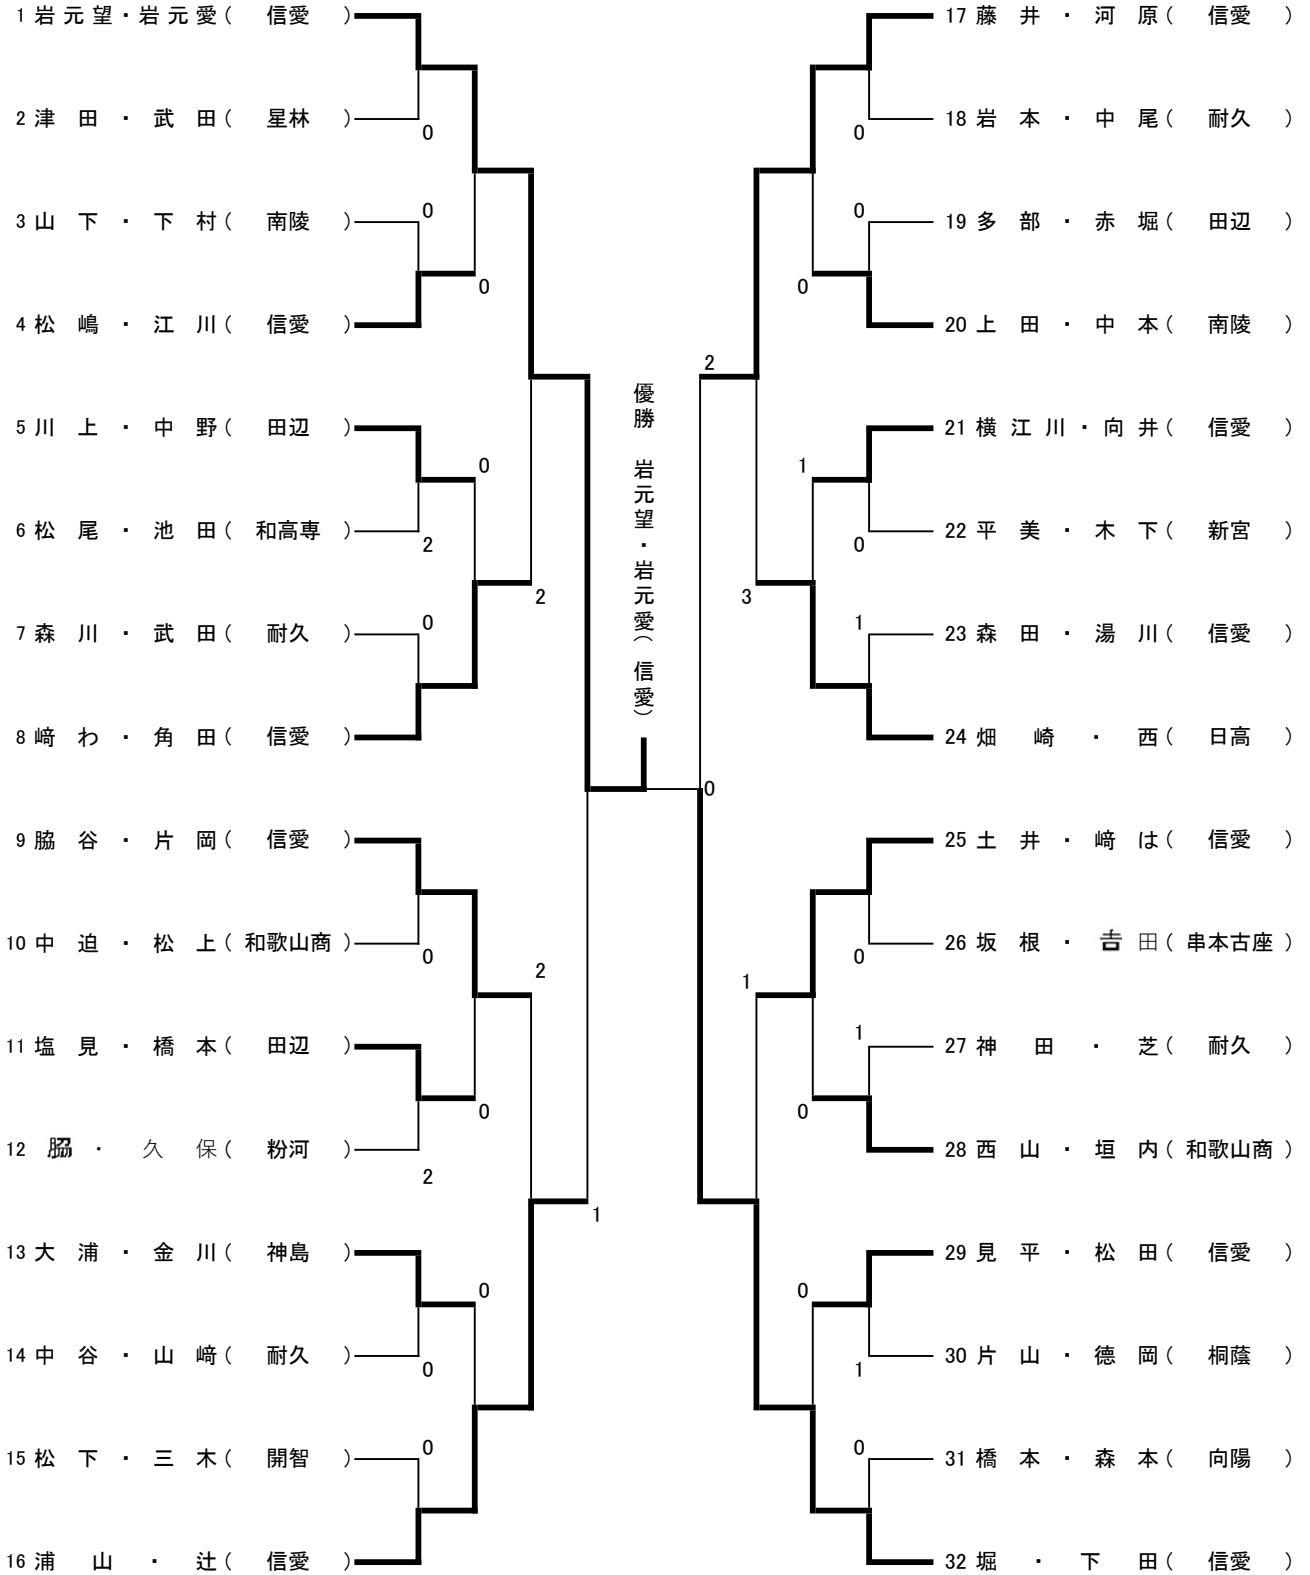 1 岩元望・岩元愛(信愛)
2 津田・武田(星林)
0
3 山下・下村(南陵)
0
0
4 松嶋・江川(信愛)
5 川上・中野(田辺)
0
6 松尾・池田(和高専)
2
2
7 森川・武田(耐久)
0
8 﨑わ・角田(信愛)
9 脇谷・片岡(信愛)
10 中迫・松上(和歌山商)
0
2
11 塩見・橋本(田辺)
0
12 脇・久保(粉河)
2
1
13 大浦・金川(神島)
0
14 中谷・山﨑(耐久)
0
15 松下・三木(開智)
0
16 浦山・辻(信愛)
優勝 岩元望・岩元愛(信愛)
0
17 藤井・河原(信愛)
18 岩本・中尾(耐久)
0
19 多部・赤堀(田辺)
0
0
20 上田・中本(南陵)
2
21 横江川・向井(信愛)
1
22 平美・木下(新宮)
0
3
23 森田・湯川(信愛)
1
24 畑崎・西(日高)
25 土井・﨑は(信愛)
26 坂根・𠮷田(串本古座)
0
1
27 神田・芝(耐久)
1
0
28 西山・垣内(和歌山商)
29 見平・松田(信愛)
0
30 片山・德岡(桐蔭)
1
31 橋本・森本(向陽)
0
32 堀・下田(信愛)